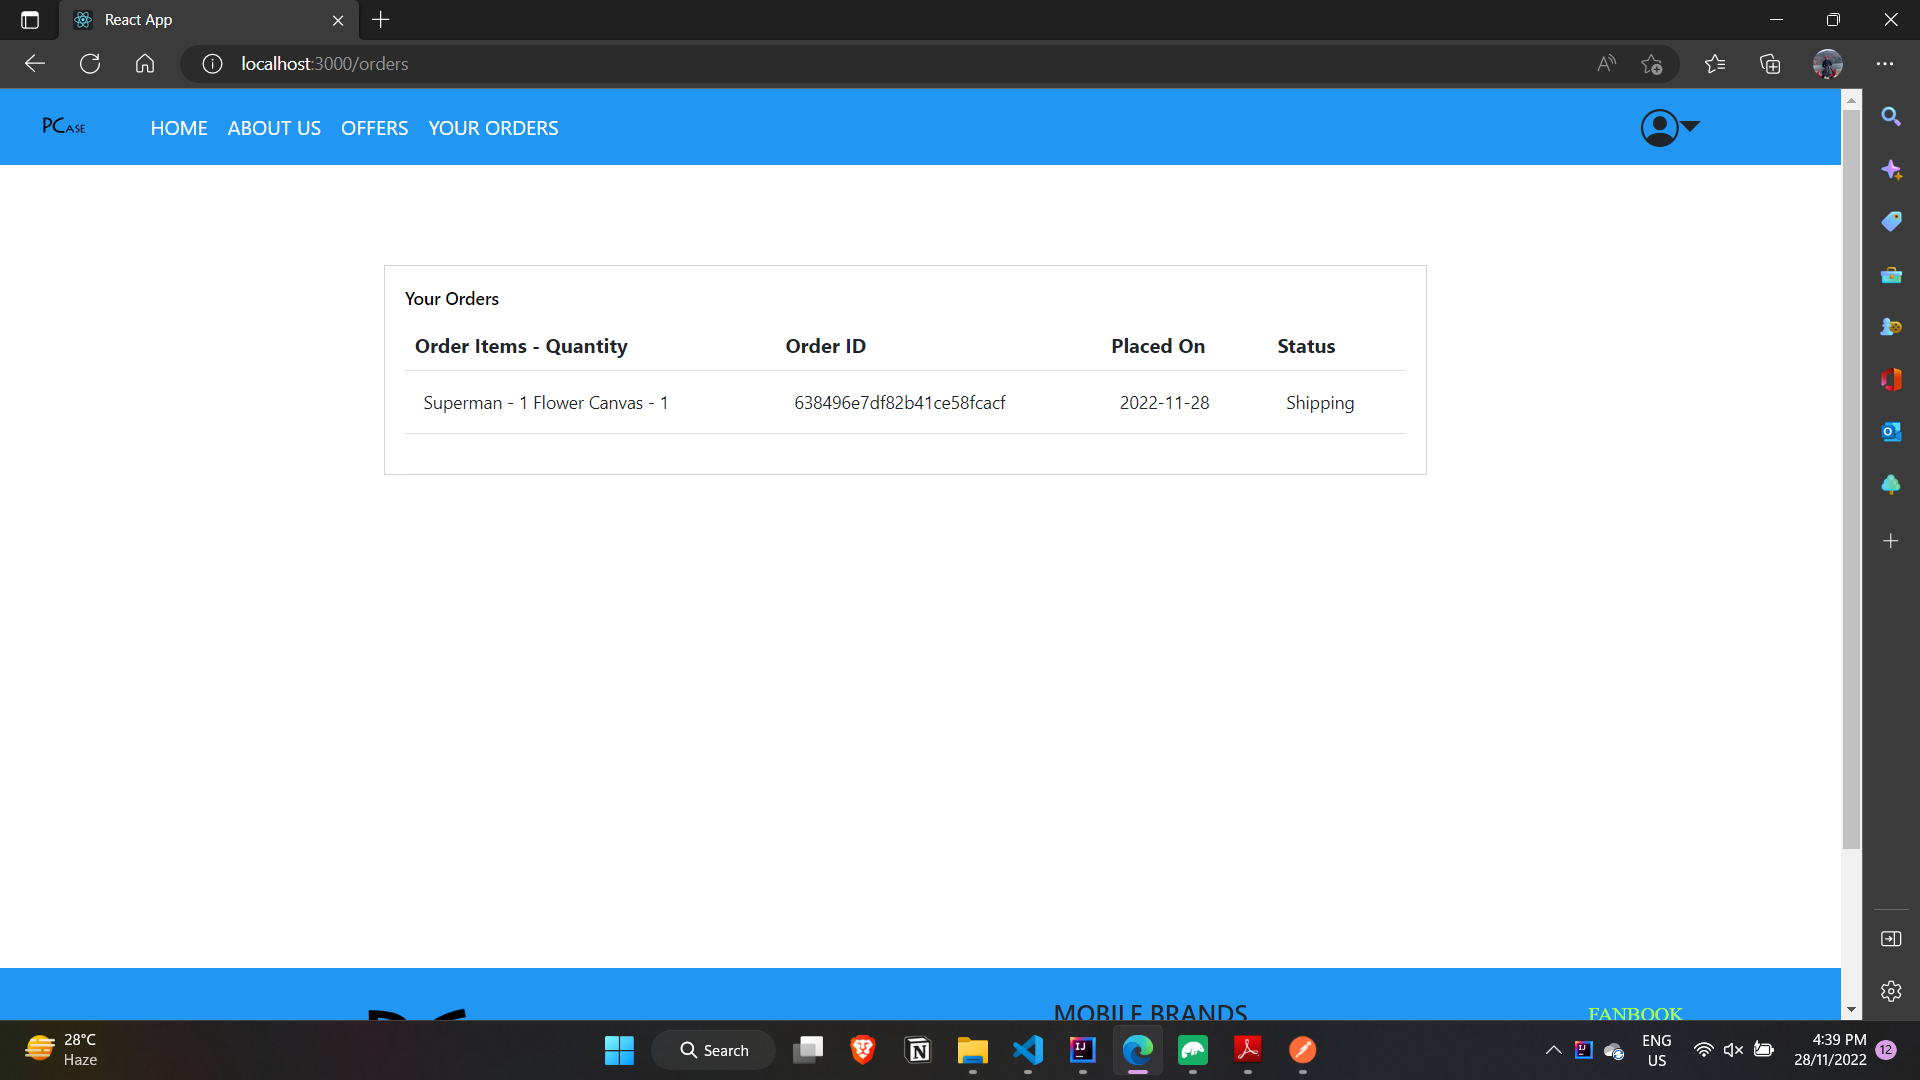 React App
localhost:3000/orders
PCASE
HOME ABOUT US OFFERS YOUR ORDERS
Your Orders
Order Items - Quantity Order ID Placed On Status
Superman - 1 Flower Canvas - 1 638496e7df82b41ce58fcacf 2022-11-28 Shipping
MOBILE BRANDS
FANBOOK
28°C
Haze
Search
ENG
US
4:39 PM
28/11/2022
12